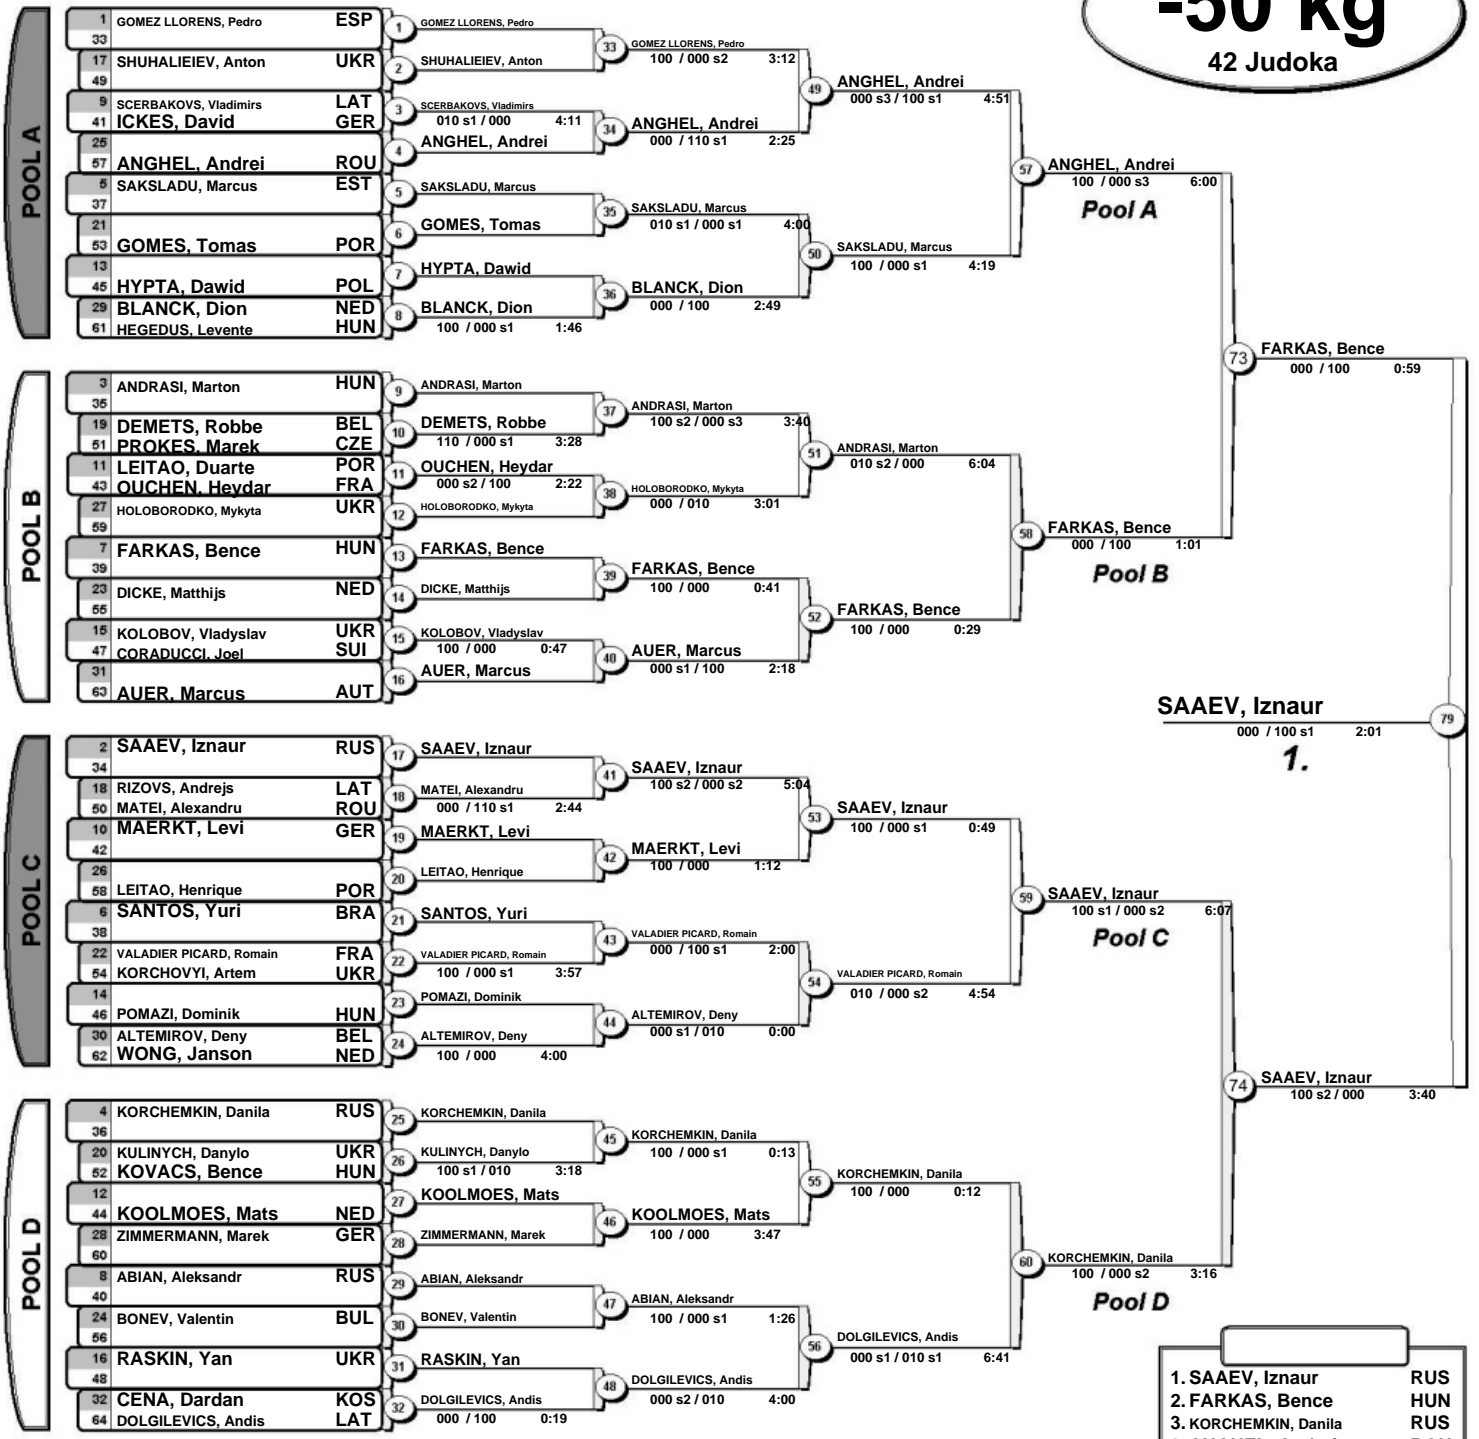 -50 kg
42 Judoka
POOL A
1 GOMEZ LLORENS, Pedro ESP
33
17 SHUHALIEIEV, Anton UKR
49
9 SCERBAKOVS, Vladimirs LAT
41 ICKES, David GER
25
57 ANGHEL, Andrei ROU
5 SAKSLADU, Marcus EST
37
21
53 GOMES, Tomas POR
13
45 HYPTA, Dawid POL
29 BLANCK, Dion NED
61 HEGEDUS, Levente HUN
1 GOMEZ LLORENS, Pedro
2 SHUHALIEIEV, Anton
3 SCERBAKOVS, Vladimirs
010 s1 / 000 4:11
4 ANGHEL, Andrei
5 SAKSLADU, Marcus
6 GOMES, Tomas
7 HYPTA, Dawid
8 BLANCK, Dion
100 / 000 s1 1:46
33 GOMEZ LLORENS, Pedro
100 / 000 s2 3:12
34 ANGHEL, Andrei
000 / 110 s1 2:25
35 SAKSLADU, Marcus
010 s1 / 000 s1 4:00
36 BLANCK, Dion
000 / 100 2:49
49 ANGHEL, Andrei
000 s3 / 100 s1 4:51
50 SAKSLADU, Marcus
100 / 000 s1 4:19
57 ANGHEL, Andrei
100 / 000 s3 6:00
Pool A
POOL B
3 ANDRASI, Marton HUN
35
19 DEMETS, Robbe BEL
51 PROKES, Marek CZE
11 LEITAO, Duarte POR
43 OUCHEN, Heydar FRA
27 HOLOBORODKO, Mykyta UKR
59
7 FARKAS, Bence HUN
39
23 DICKE, Matthijs NED
55
15 KOLOBOV, Vladyslav UKR
47 CORADUCCI, Joel SUI
31
63 AUER, Marcus AUT
9 ANDRASI, Marton
10 DEMETS, Robbe
110 / 000 s1 3:28
11 OUCHEN, Heydar
000 s2 / 100 2:22
12 HOLOBORODKO, Mykyta
13 FARKAS, Bence
14 DICKE, Matthijs
15 KOLOBOV, Vladyslav
100 / 000 0:47
16 AUER, Marcus
37 ANDRASI, Marton
100 s2 / 000 s3 3:40
38 HOLOBORODKO, Mykyta
000 / 010 3:01
39 FARKAS, Bence
100 / 000 0:41
40 AUER, Marcus
000 s1 / 100 2:18
51 ANDRASI, Marton
010 s2 / 000 6:04
52 FARKAS, Bence
100 / 000 0:29
58 FARKAS, Bence
000 / 100 1:01
Pool B
73 FARKAS, Bence
000 / 100 0:59
SAAEV, Iznaur 79
000 / 100 s1 2:01
1.
POOL C
2 SAAEV, Iznaur RUS
34
18 RIZOVS, Andrejs LAT
50 MATEI, Alexandru ROU
10 MAERKT, Levi GER
42
26
58 LEITAO, Henrique POR
6 SANTOS, Yuri BRA
38
22 VALADIER PICARD, Romain FRA
54 KORCHOVYI, Artem UKR
14
46 POMAZI, Dominik HUN
30 ALTEMIROV, Deny BEL
62 WONG, Janson NED
17 SAAEV, Iznaur
18 MATEI, Alexandru
000 / 110 s1 2:44
19 MAERKT, Levi
20 LEITAO, Henrique
21 SANTOS, Yuri
22 VALADIER PICARD, Romain
100 / 000 s1 3:57
23 POMAZI, Dominik
24 ALTEMIROV, Deny
100 / 000 4:00
41 SAAEV, Iznaur
100 s2 / 000 s2 5:04
42 MAERKT, Levi
100 / 000 1:12
43 VALADIER PICARD, Romain
000 / 100 s1 2:00
44 ALTEMIROV, Deny
000 s1 / 010 0:00
53 SAAEV, Iznaur
100 / 000 s1 0:49
54 VALADIER PICARD, Romain
010 / 000 s2 4:54
59 SAAEV, Iznaur
100 s1 / 000 s2 6:07
Pool C
74 SAAEV, Iznaur
100 s2 / 000 3:40
POOL D
4 KORCHEMKIN, Danila RUS
36
20 KULINYCH, Danylo UKR
52 KOVACS, Bence HUN
12
44 KOOLMOES, Mats NED
28 ZIMMERMANN, Marek GER
60
8 ABIAN, Aleksandr RUS
40
24 BONEV, Valentin BUL
56
16 RASKIN, Yan UKR
48
32 CENA, Dardan KOS
64 DOLGILEVICS, Andis LAT
25 KORCHEMKIN, Danila
26 KULINYCH, Danylo
100 s1 / 010 3:18
27 KOOLMOES, Mats
28 ZIMMERMANN, Marek
29 ABIAN, Aleksandr
30 BONEV, Valentin
31 RASKIN, Yan
32 DOLGILEVICS, Andis
000 / 100 0:19
45 KORCHEMKIN, Danila
100 / 000 s1 0:13
46 KOOLMOES, Mats
100 / 000 3:47
47 ABIAN, Aleksandr
100 / 000 s1 1:26
48 DOLGILEVICS, Andis
000 s2 / 010 4:00
55 KORCHEMKIN, Danila
100 / 000 0:12
56 DOLGILEVICS, Andis
000 s1 / 010 s1 6:41
60 KORCHEMKIN, Danila
100 / 000 s2 3:16
Pool D
1. SAAEV, Iznaur RUS
2. FARKAS, Bence HUN
3. KORCHEMKIN, Danila RUS